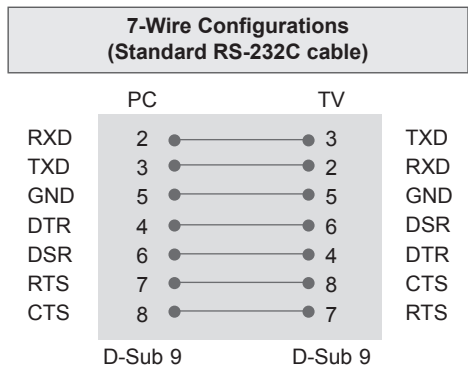 7-Wire Configurations
(Standard RS-232C cable)
PC TV
RXD 2 3 TXD
TXD 3 2 RXD
GND 5 5 GND
DTR 4 6 DSR
DSR 6 4 DTR
RTS 7 8 CTS
CTS 8 7 RTS
D-Sub 9 D-Sub 9